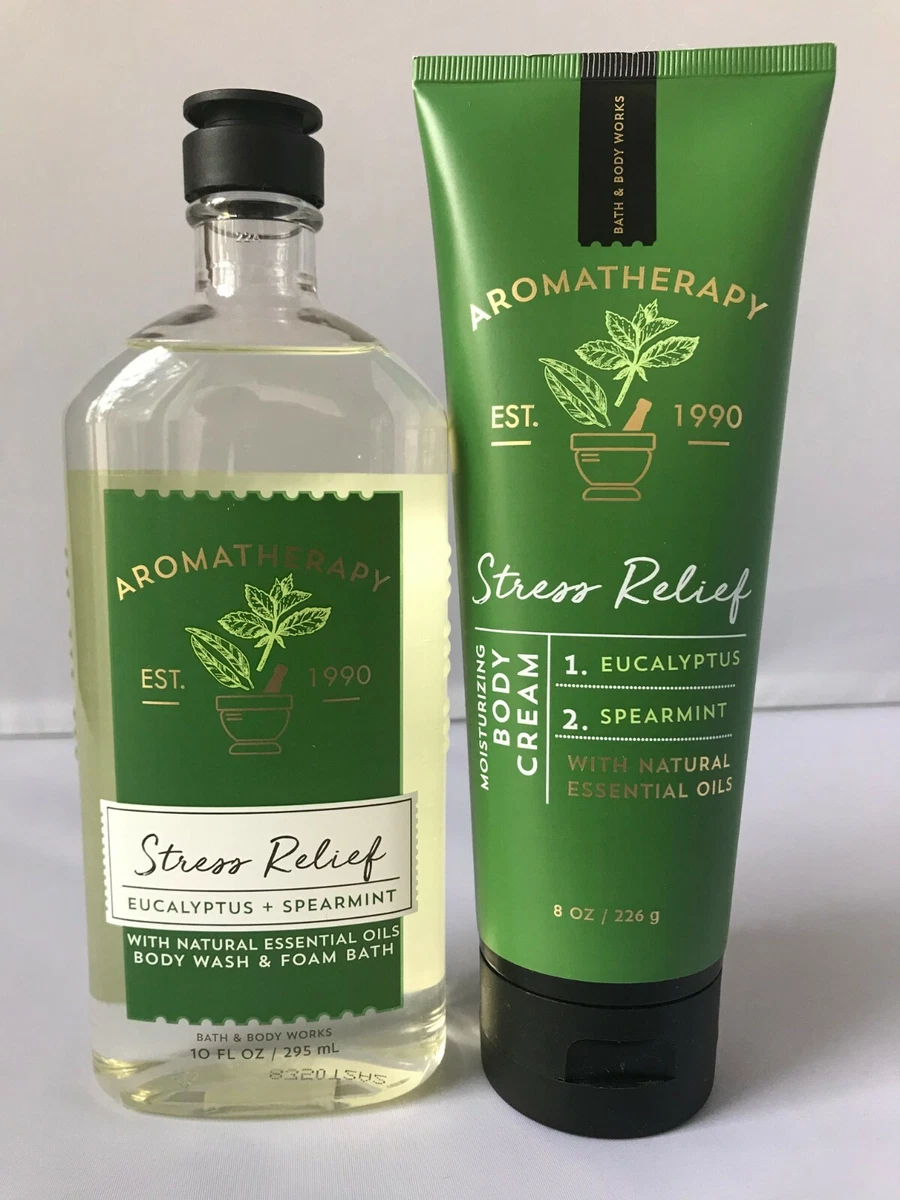 AROMATHERAPY
EST. 1990
Stress Relief
EUCALYPTUS + SPEARMINT
WITH NATURAL ESSENTIAL OILS
BODY WASH & FOAM BATH
BATH & BODY WORKS
10 FL OZ / 295 mL
BATH & BODY WORKS
AROMATHERAPY
EST. 1990
Stress Relief
MOISTURIZING
BODY
CREAM
1. EUCALYPTUS
2. SPEARMINT
WITH NATURAL
ESSENTIAL OILS
8 OZ / 226 g